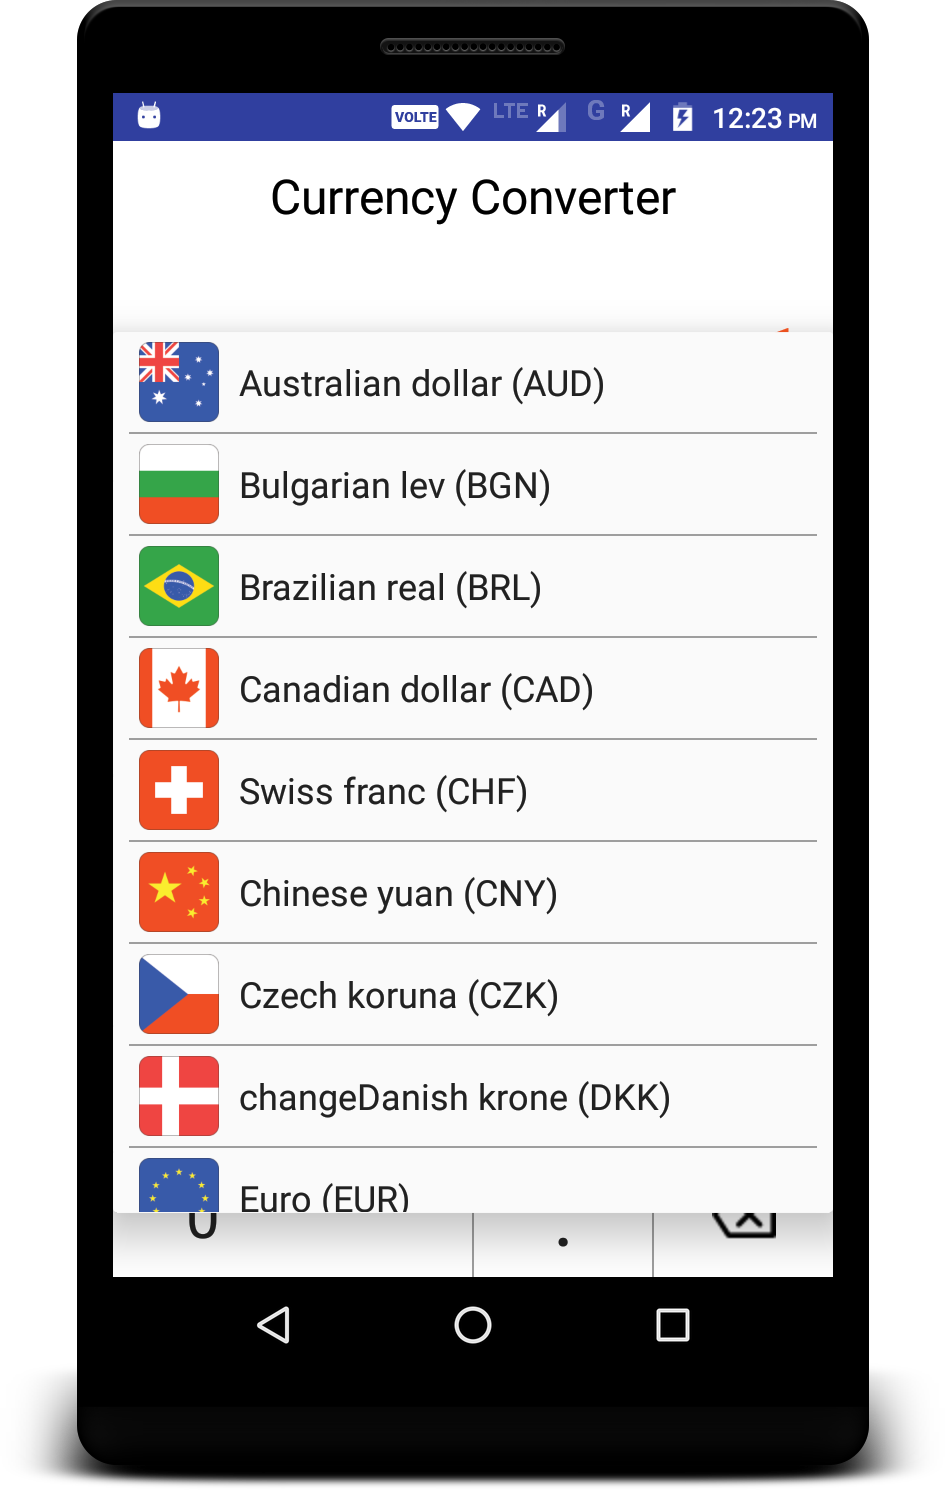 VOLTE LTE R G R 12:23 PM
Currency Converter
Australian dollar (AUD)
Bulgarian lev (BGN)
Brazilian real (BRL)
Canadian dollar (CAD)
Swiss franc (CHF)
Chinese yuan (CNY)
Czech koruna (CZK)
changeDanish krone (DKK)
Euro (EUR)
0 .